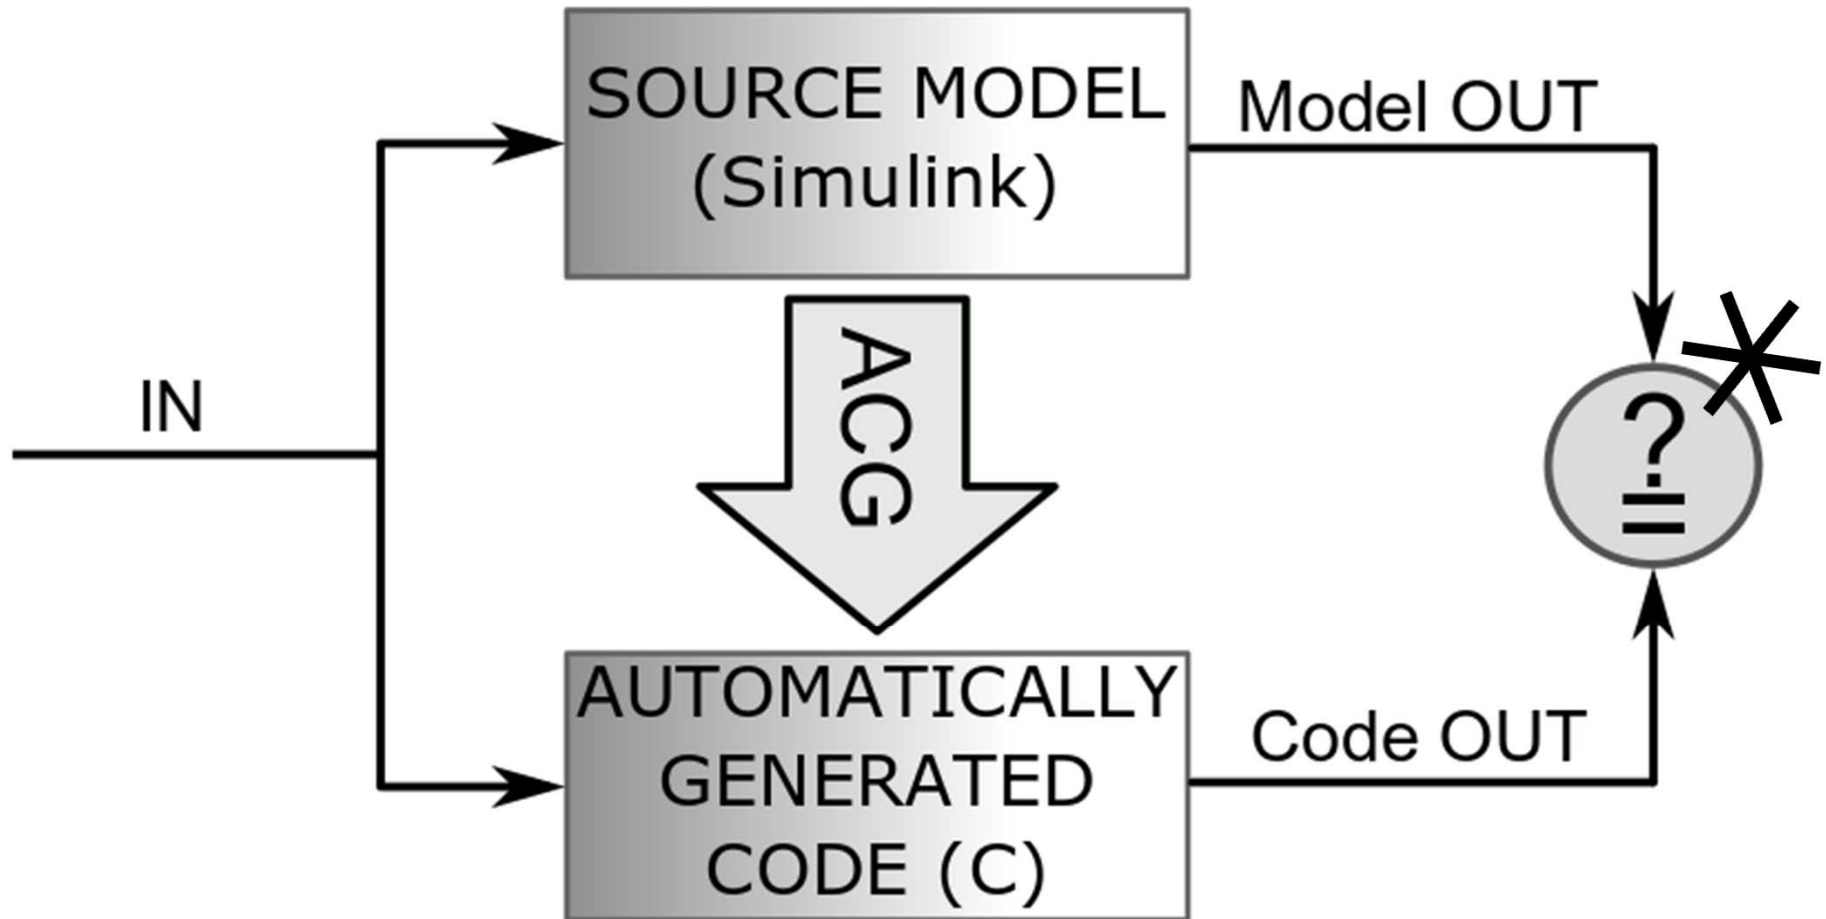 SOURCE MODEL
(Simulink)
Model OUT
IN
ACG
?
=
AUTOMATICALLY
GENERATED
CODE (C)
Code OUT